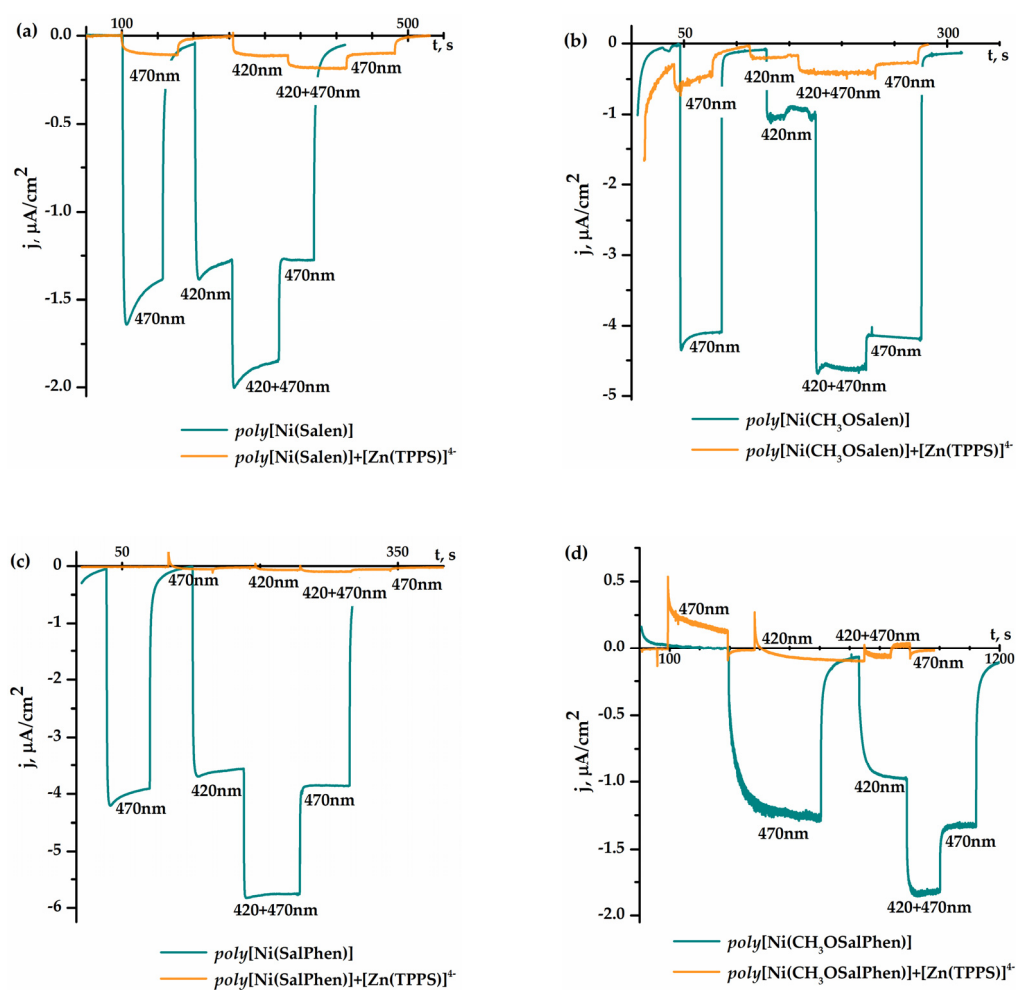 (a)
100
500
t, s
0.0
-0.5
-1.0
-1.5
-2.0
j, µA/cm²
470nm
420nm
470nm
420+470nm
470nm
420nm
470nm
420+470nm
poly[Ni(Salen)]
poly[Ni(Salen)]+[Zn(TPPS)]⁴⁻
(b)
50
300
t, s
0
-1
-2
-3
-4
-5
j, µA/cm²
420nm
470nm
420+470nm
470nm
420nm
470nm
470nm
420+470nm
poly[Ni(CH₃OSalen)]
poly[Ni(CH₃OSalen)]+[Zn(TPPS)]⁴⁻
(c)
50
350
t, s
0
-1
-2
-3
-4
-5
-6
j, µA/cm²
470nm
420nm
420+470nm
470nm
470nm
420nm
470nm
420+470nm
poly[Ni(SalPhen)]
poly[Ni(SalPhen)]+[Zn(TPPS)]⁴⁻
(d)
100
1200
t, s
0.5
0.0
-0.5
-1.0
-1.5
-2.0
j, µA/cm²
470nm
420nm
420+470nm
470nm
420nm
470nm
470nm
420+470nm
poly[Ni(CH₃OSalPhen)]
poly[Ni(CH₃OSalPhen)]+[Zn(TPPS)]⁴⁻